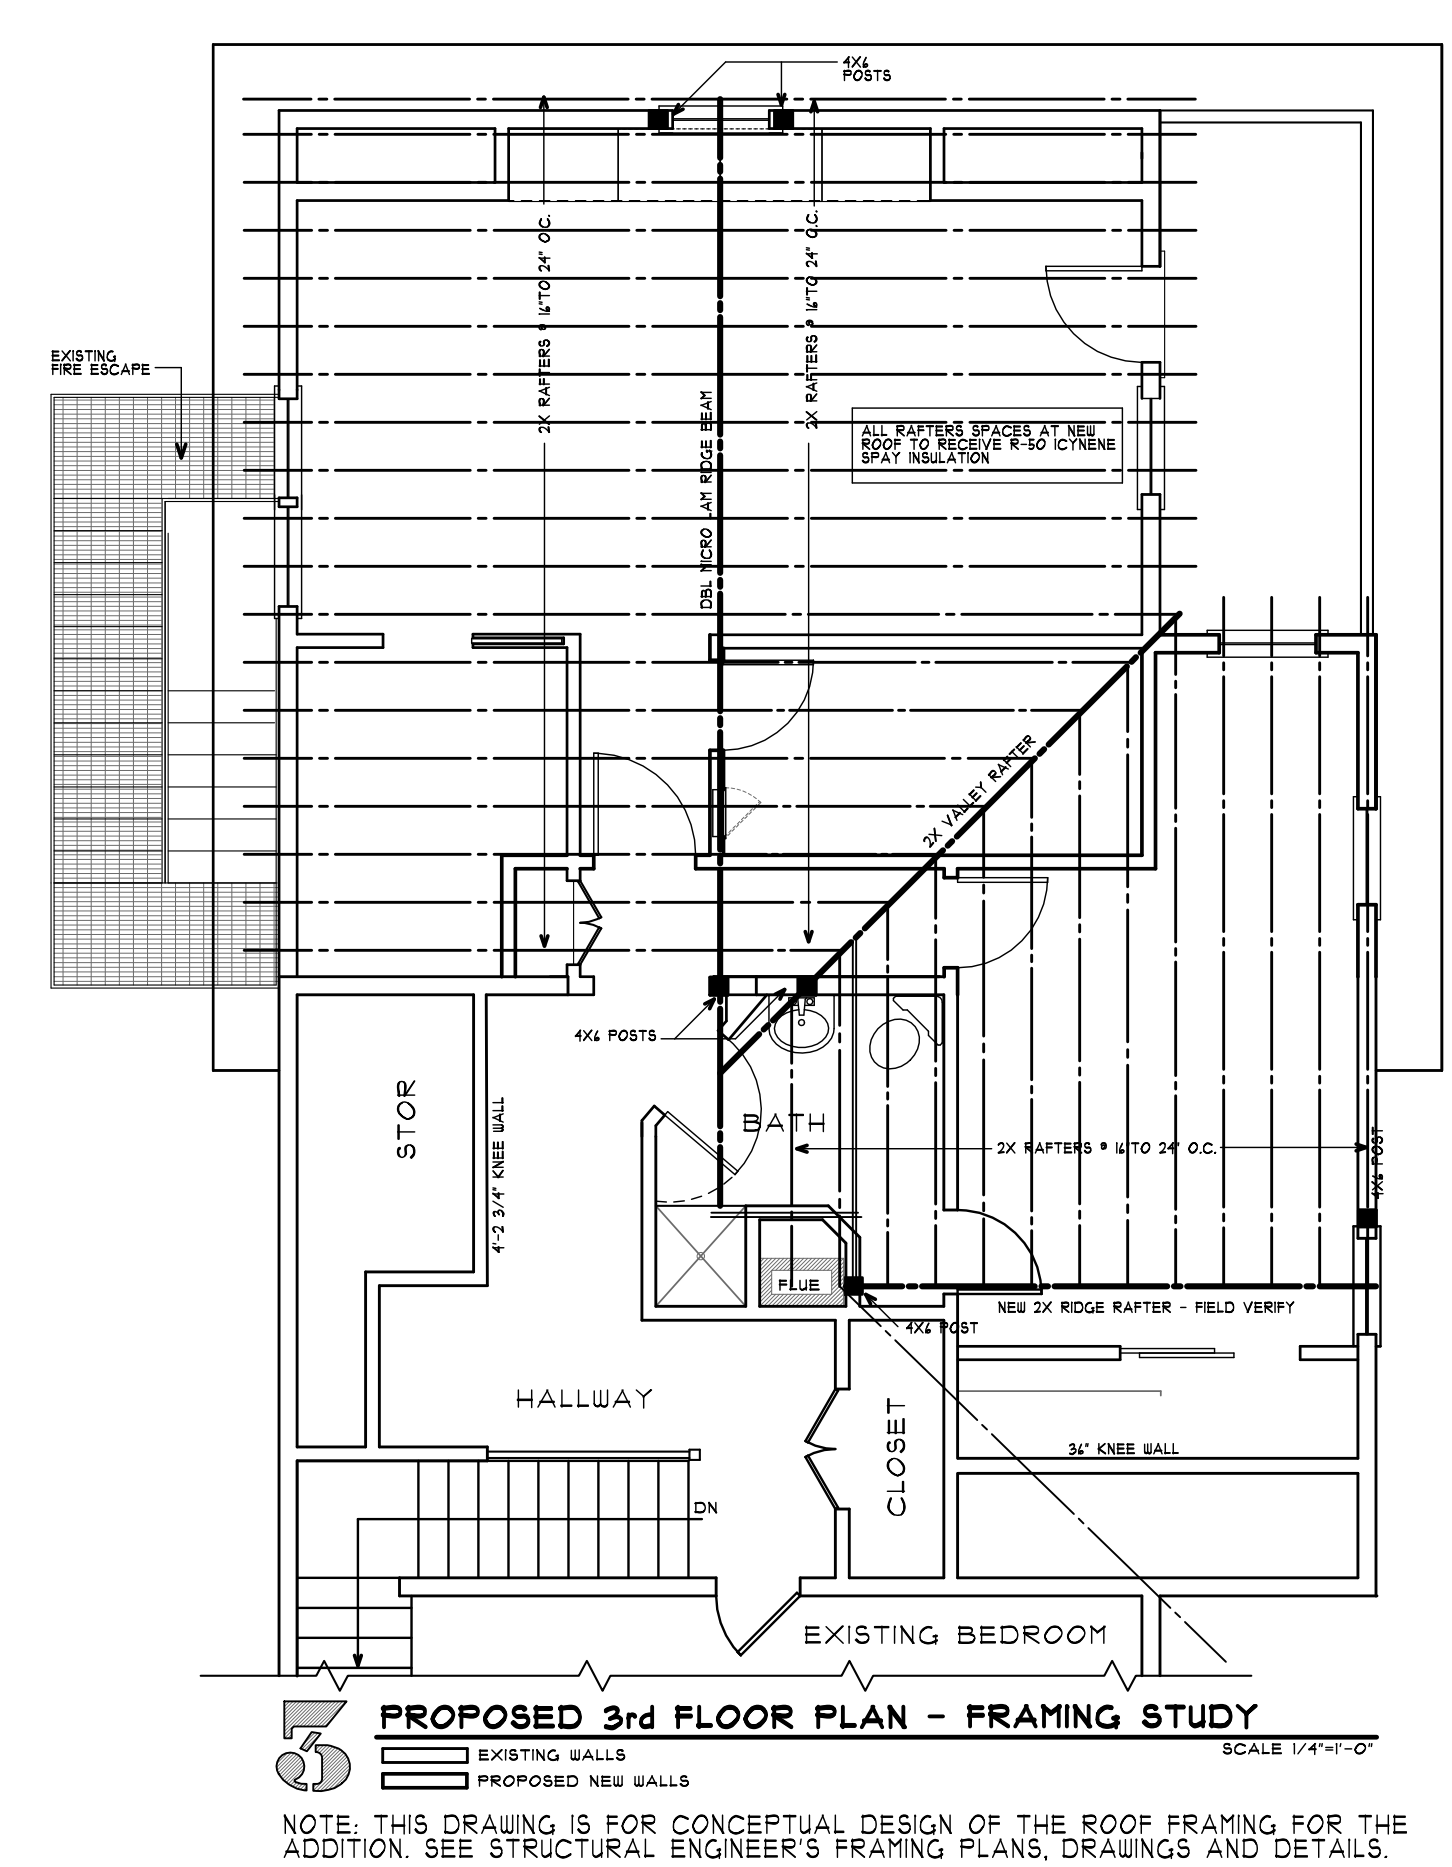 4X6
POSTS
2X RAFTERS @ 16"TO 24" O.C.
2X RAFTERS @ 16"TO 24" O.C.
EXISTING
FIRE ESCAPE
DBL MICRO LAM RIDGE BEAM
ALL RAFTERS SPACES AT NEW
ROOF TO RECEIVE R-50 ICYNENE
SPAY INSULATION
2X VALLEY RAFTER
4X6 POSTS
STOR
4'-2 3/4" KNEE WALL
BATH
2X RAFTERS @ 16"TO 24" O.C.
4X6 POST
FLUE
NEW 2X RIDGE RAFTER - FIELD VERIFY
4X6 POST
HALLWAY
CLOSET
36" KNEE WALL
DN
EXISTING BEDROOM
3
PROPOSED 3rd FLOOR PLAN - FRAMING STUDY
SCALE 1/4"=1'-0"
EXISTING WALLS
PROPOSED NEW WALLS
NOTE: THIS DRAWING IS FOR CONCEPTUAL DESIGN OF THE ROOF FRAMING FOR THE
ADDITION. SEE STRUCTURAL ENGINEER'S FRAMING PLANS, DRAWINGS AND DETAILS.